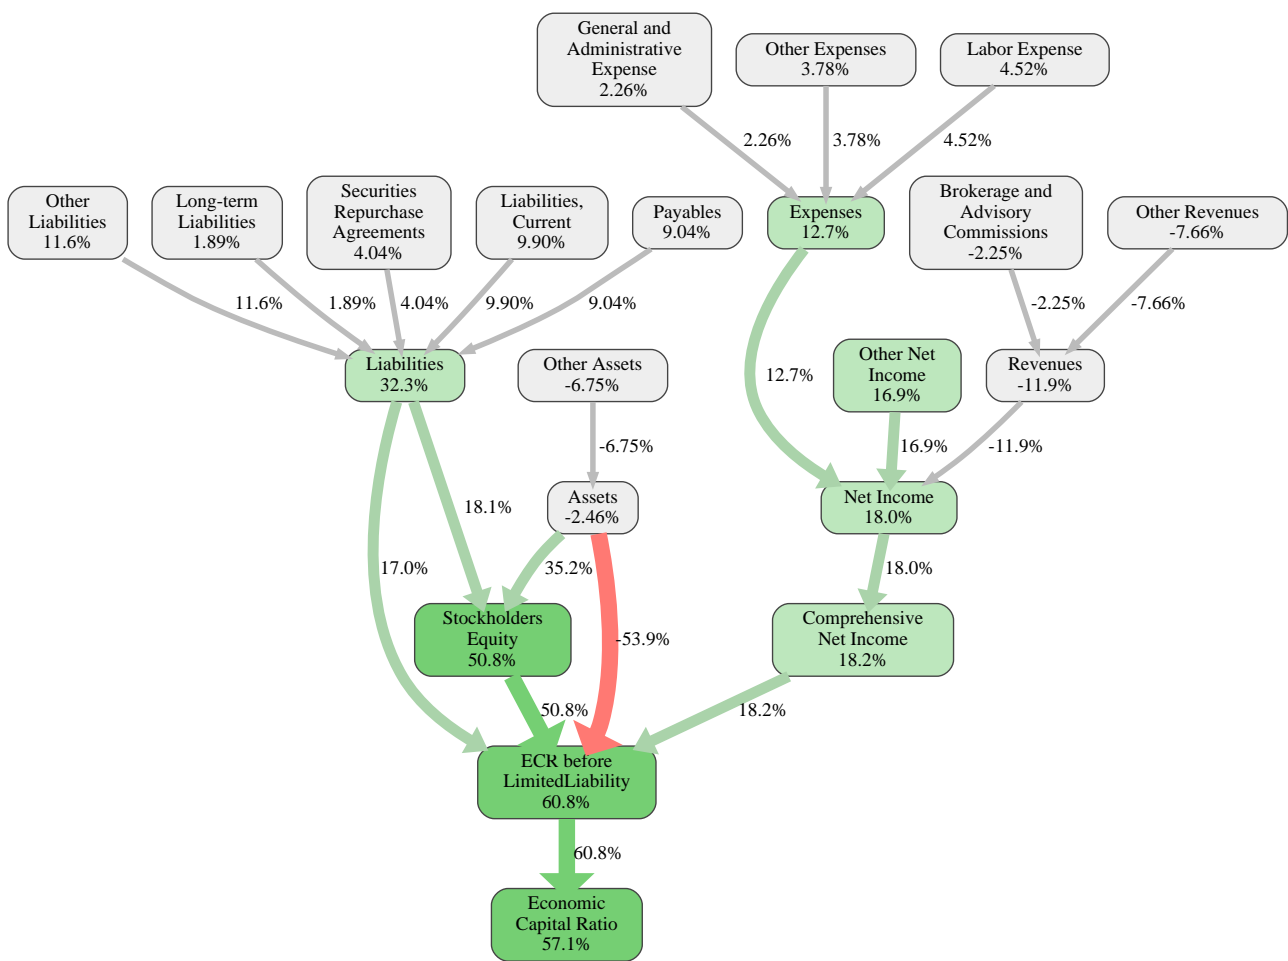 General and
Administrative
Expense
2.26%
Other Expenses
3.78%
Labor Expense
4.52%
2.26%
3.78%
4.52%
Other
Liabilities
11.6%
Long-term
Liabilities
1.89%
Securities
Repurchase
Agreements
4.04%
Liabilities,
Current
9.90%
Payables
9.04%
Expenses
12.7%
Brokerage and
Advisory
Commissions
-2.25%
Other Revenues
-7.66%
11.6%
1.89%
4.04%
9.90%
9.04%
-2.25%
-7.66%
Liabilities
32.3%
Other Assets
-6.75%
12.7%
Other Net
Income
16.9%
Revenues
-11.9%
-6.75%
16.9%
-11.9%
18.1%
Assets
-2.46%
Net Income
18.0%
17.0%
35.2%
18.0%
Stockholders
Equity
50.8%
-53.9%
Comprehensive
Net Income
18.2%
50.8%
18.2%
ECR before
LimitedLiability
60.8%
60.8%
Economic
Capital Ratio
57.1%